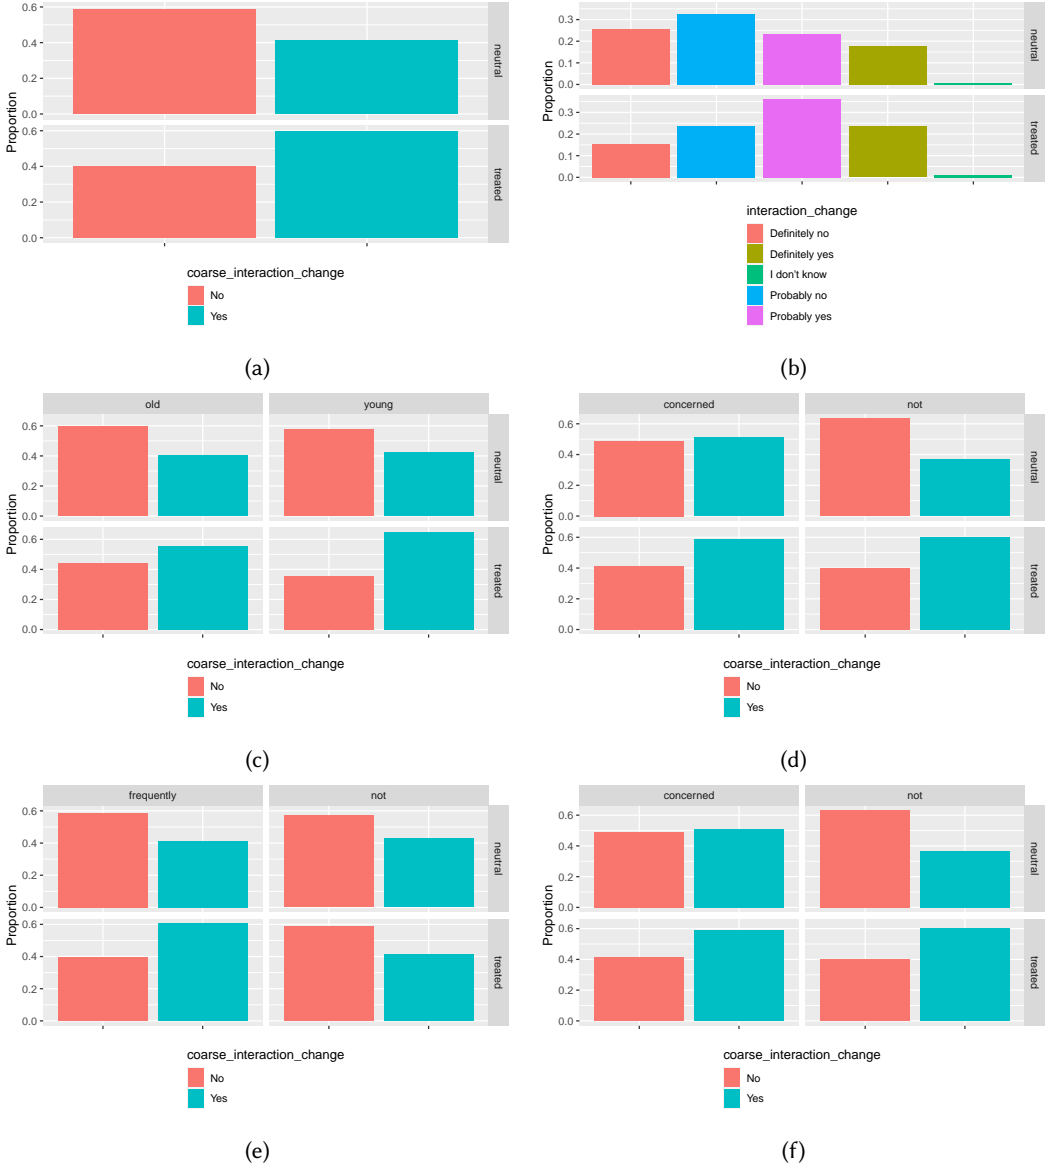 0.6
0.4
0.2
0.0
neutral
0.6
0.4
0.2
0.0
treated
Proportion
coarse_interaction_change
No
Yes
(a)
0.3
0.2
0.1
0.0
neutral
0.3
0.2
0.1
0.0
treated
Proportion
interaction_change
Definitely no
Definitely yes
I don't know
Probably no
Probably yes
(b)
old young
0.6
0.4
0.2
0.0
neutral
0.6
0.4
0.2
0.0
treated
Proportion
coarse_interaction_change
No
Yes
(c)
concerned not
0.6
0.4
0.2
0.0
neutral
0.6
0.4
0.2
0.0
treated
Proportion
coarse_interaction_change
No
Yes
(d)
frequently not
0.6
0.4
0.2
0.0
neutral
0.6
0.4
0.2
0.0
treated
Proportion
coarse_interaction_change
No
Yes
(e)
concerned not
0.6
0.4
0.2
0.0
neutral
0.6
0.4
0.2
0.0
treated
Proportion
coarse_interaction_change
No
Yes
(f)